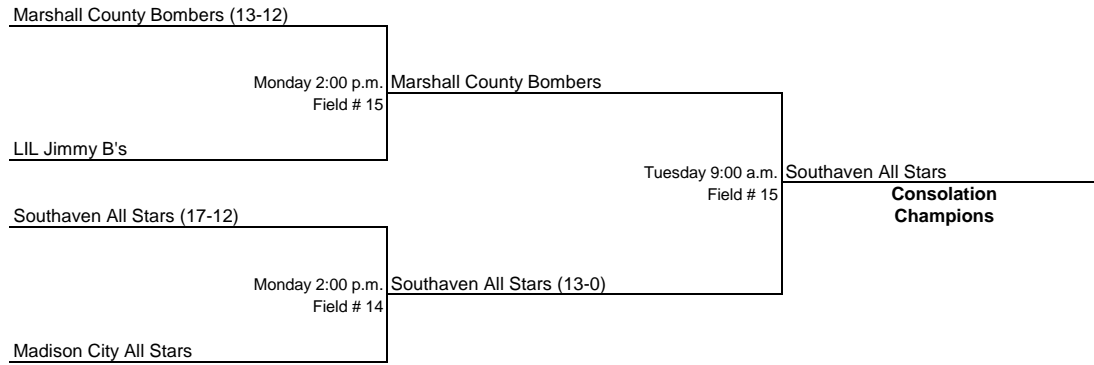 Marshall County Bombers (13-12)
Monday 2:00 p.m.
Marshall County Bombers
Field # 15
LIL Jimmy B's
Tuesday 9:00 a.m.
Southaven All Stars
Field # 15
Consolation
Champions
Southaven All Stars (17-12)
Monday 2:00 p.m.
Southaven All Stars (13-0)
Field # 14
Madison City All Stars